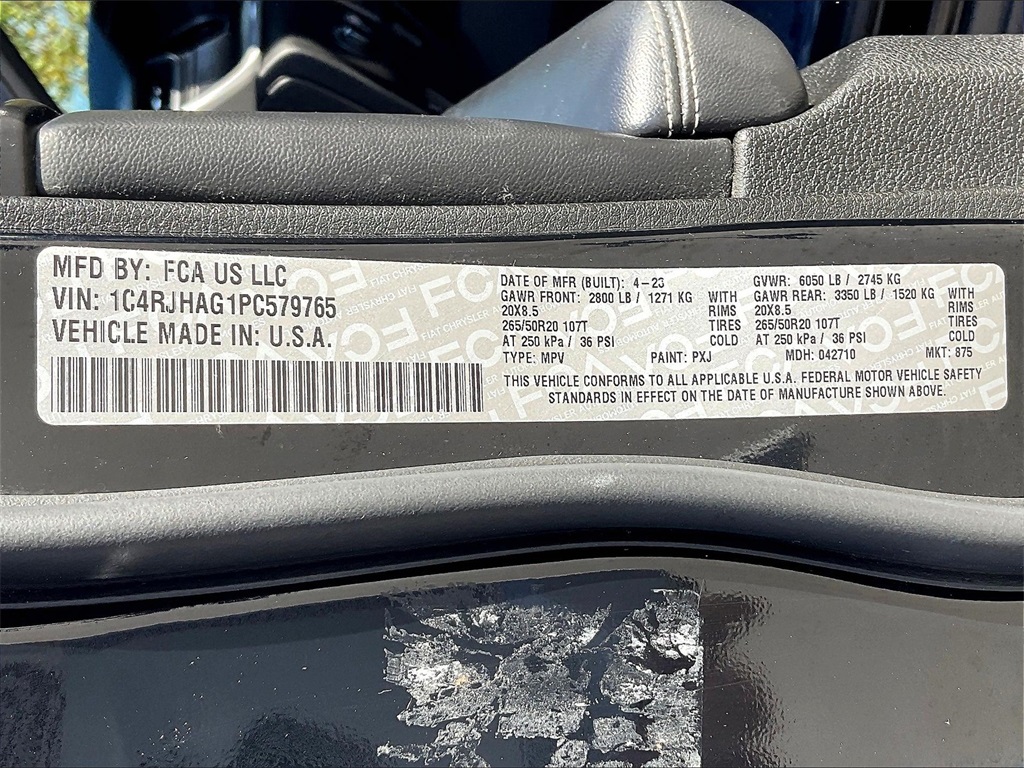 MFD BY: FCA US LLC
VIN: 1C4RJHAG1PC579765
VEHICLE MADE IN: U.S.A.
DATE OF MFR (BUILT): 4-23
GAWR FRONT: 2800 LB / 1271 KG WITH
20X8.5 RIMS
265/50R20 107T TIRES
AT 250 kPa / 36 PSI COLD
TYPE: MPV PAINT: PXJ
GVWR: 6050 LB / 2745 KG
GAWR REAR: 3350 LB / 1520 KG WITH
20X8.5 RIMS
265/50R20 107T TIRES
AT 250 kPa / 36 PSI COLD
MDH: 042710 MKT: 875
THIS VEHICLE CONFORMS TO ALL APPLICABLE U.S.A. FEDERAL MOTOR VEHICLE SAFETY
STANDARDS IN EFFECT ON THE DATE OF MANUFACTURE SHOWN ABOVE.